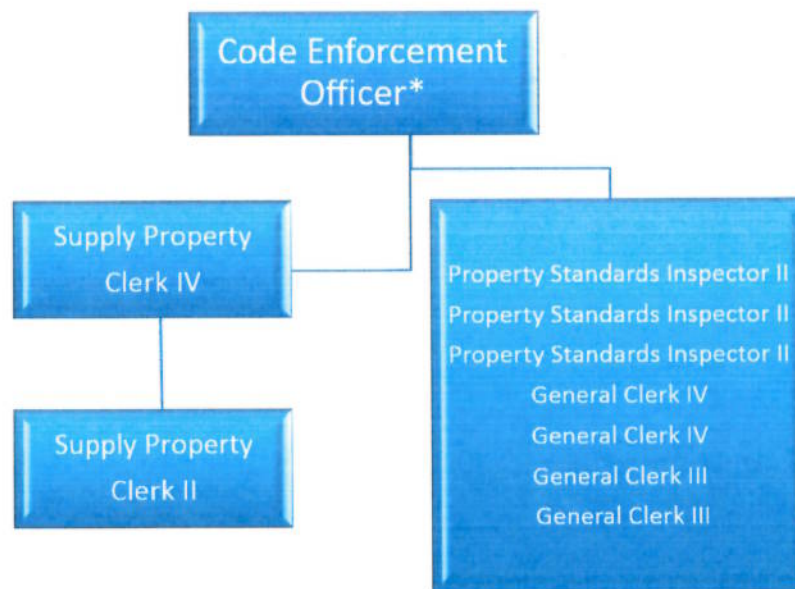 Code Enforcement
Officer*
Supply Property
Clerk IV
Supply Property
Clerk II
Property Standards Inspector II
Property Standards Inspector II
Property Standards Inspector II
General Clerk IV
General Clerk IV
General Clerk III
General Clerk III